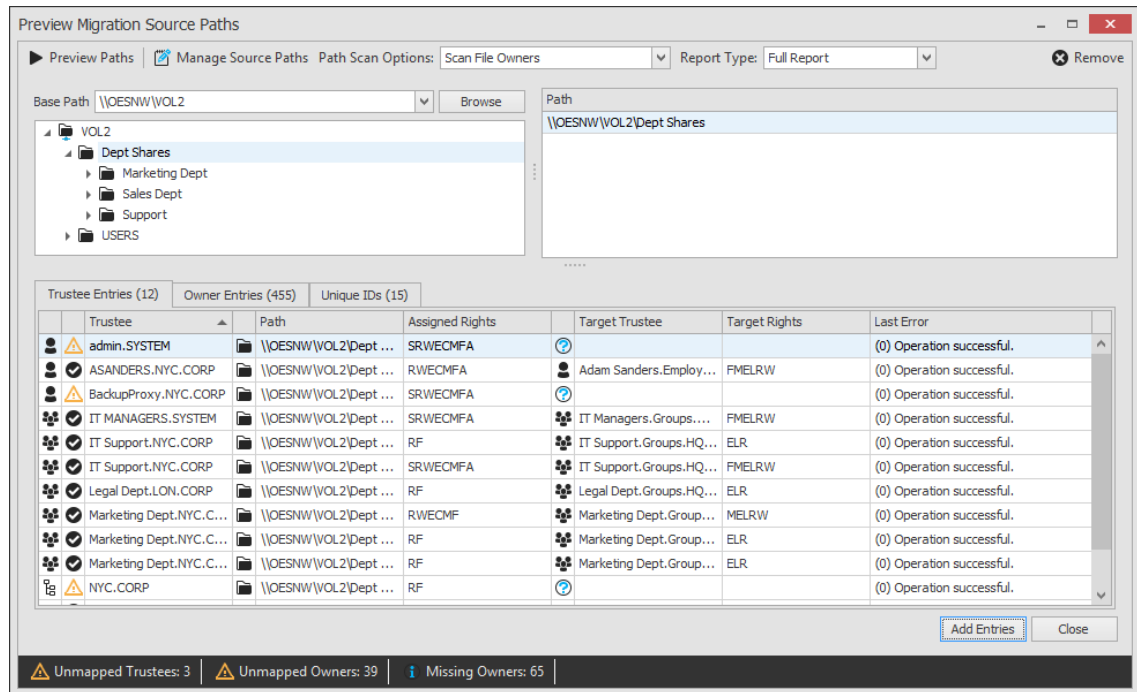 Preview Migration Source Paths
Preview Paths Manage Source Paths Path Scan Options: Scan File Owners Report Type: Full Report Remove
Base Path \\OESNW\VOL2 Browse
VOL2
Dept Shares
Marketing Dept
Sales Dept
Support
USERS
Path
\\OESNW\VOL2\Dept Shares
Trustee Entries (12) Owner Entries (455) Unique IDs (15)
Trustee Path Assigned Rights Target Trustee Target Rights Last Error
admin.SYSTEM \\OESNW\VOL2\Dept ... SRWECMFA (0) Operation successful.
ASANDERS.NYC.CORP \\OESNW\VOL2\Dept ... RWECMFA Adam Sanders.Employ... FMELRW (0) Operation successful.
BackupProxy.NYC.CORP \\OESNW\VOL2\Dept ... SRWECMFA (0) Operation successful.
IT MANAGERS.SYSTEM \\OESNW\VOL2\Dept ... SRWECMFA IT Managers.Groups.... FMELRW (0) Operation successful.
IT Support.NYC.CORP \\OESNW\VOL2\Dept ... RF IT Support.Groups.HQ... ELR (0) Operation successful.
IT Support.NYC.CORP \\OESNW\VOL2\Dept ... SRWECMFA IT Support.Groups.HQ... FMELRW (0) Operation successful.
Legal Dept.LON.CORP \\OESNW\VOL2\Dept ... RF Legal Dept.Groups.HQ... ELR (0) Operation successful.
Marketing Dept.NYC.C... \\OESNW\VOL2\Dept ... RWECMF Marketing Dept.Group... MELRW (0) Operation successful.
Marketing Dept.NYC.C... \\OESNW\VOL2\Dept ... RF Marketing Dept.Group... ELR (0) Operation successful.
Marketing Dept.NYC.C... \\OESNW\VOL2\Dept ... RF Marketing Dept.Group... ELR (0) Operation successful.
NYC.CORP \\OESNW\VOL2\Dept ... RF (0) Operation successful.
Add Entries Close
Unmapped Trustees: 3 Unmapped Owners: 39 Missing Owners: 65